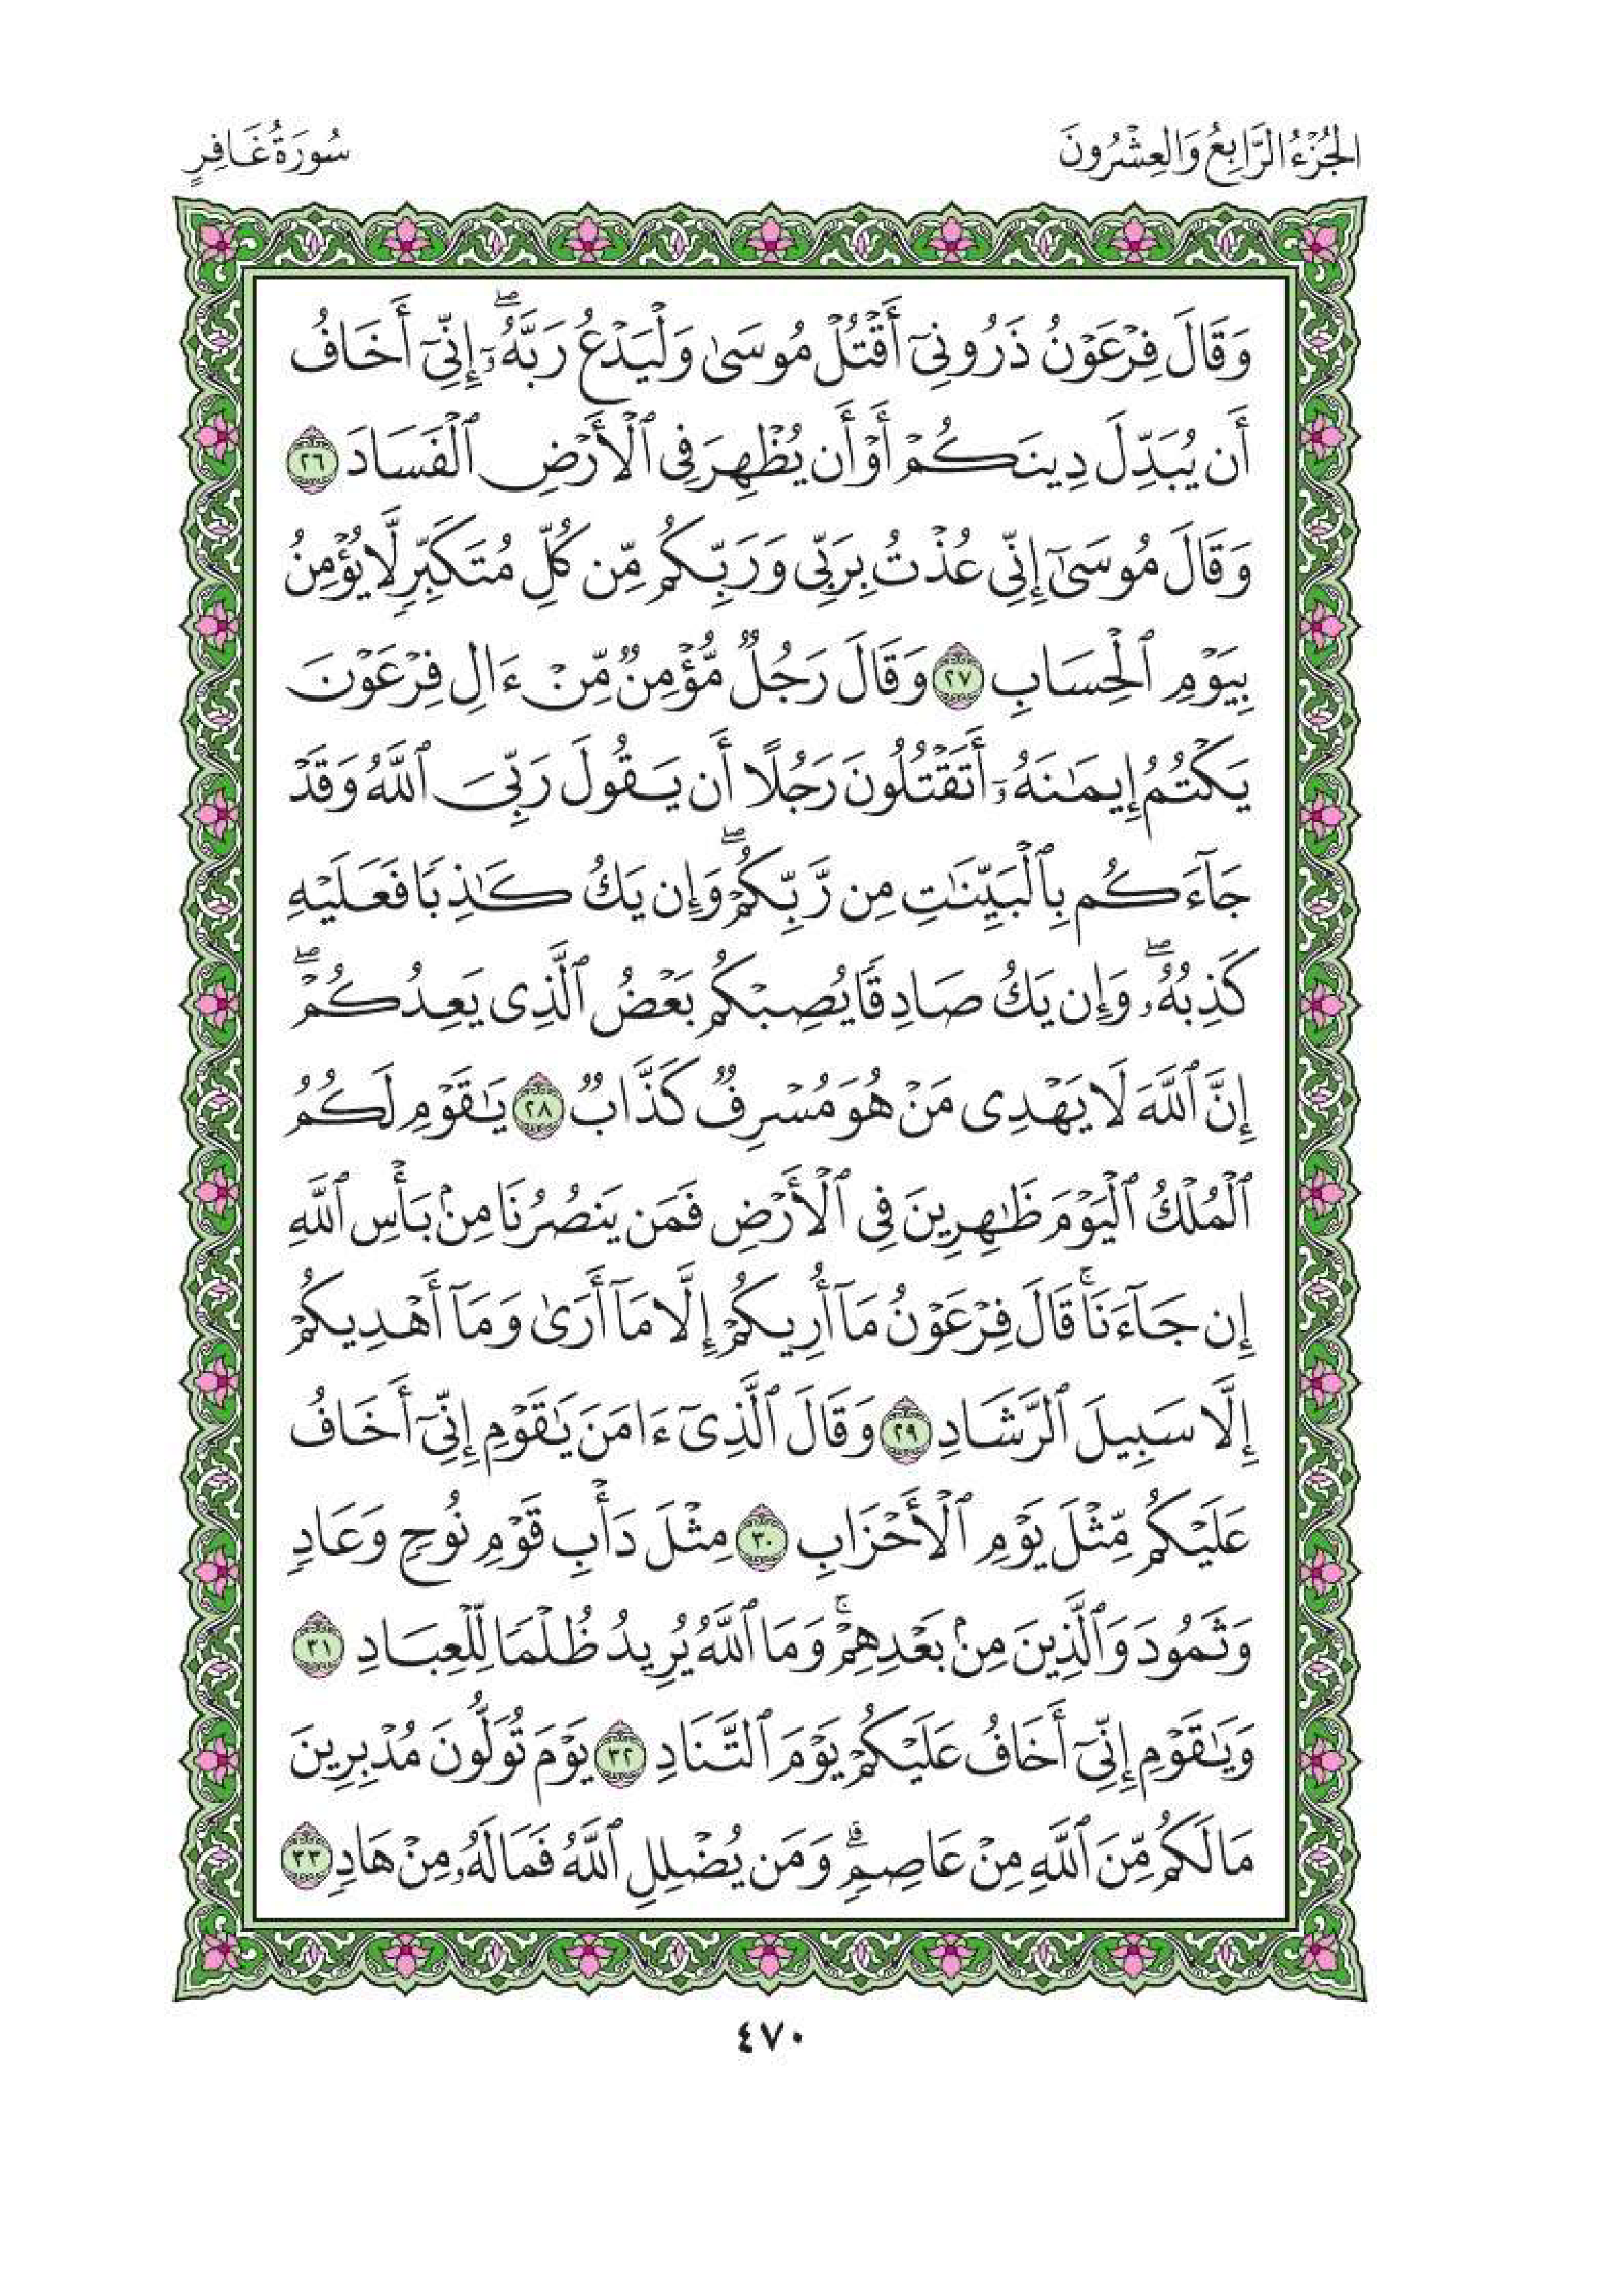 الجُزْءُ الرَّابِعُ وَالعِشْرُونَ
سُورَةُ غَافِرٍ
وَقَالَ فِرْعَوْنُ ذَرُونِىٓ أَقْتُلْ مُوسَىٰ وَلْيَدْعُ رَبَّهُۥٓ ۖ إِنِّىٓ أَخَافُ
أَن يُبَدِّلَ دِينَكُمْ أَوْ أَن يُظْهِرَ فِى ٱلْأَرْضِ ٱلْفَسَادَ ٢٦
وَقَالَ مُوسَىٰٓ إِنِّى عُذْتُ بِرَبِّى وَرَبِّكُم مِّن كُلِّ مُتَكَبِّرٍ لَّا يُؤْمِنُ
بِيَوْمِ ٱلْحِسَابِ ٢٧ وَقَالَ رَجُلٌ مُّؤْمِنٌ مِّنْ ءَالِ فِرْعَوْنَ
يَكْتُمُ إِيمَـٰنَهُۥٓ أَتَقْتُلُونَ رَجُلًا أَن يَقُولَ رَبِّىَ ٱللَّهُ وَقَدْ
جَآءَكُم بِٱلْبَيِّنَـٰتِ مِن رَّبِّكُمْ ۖ وَإِن يَكُ كَـٰذِبًا فَعَلَيْهِ
كَذِبُهُۥ ۖ وَإِن يَكُ صَادِقًا يُصِبْكُم بَعْضُ ٱلَّذِى يَعِدُكُمْ ۖ
إِنَّ ٱللَّهَ لَا يَهْدِى مَنْ هُوَ مُسْرِفٌ كَذَّابٌ ٢٨ يَـٰقَوْمِ لَكُمُ
ٱلْمُلْكُ ٱلْيَوْمَ ظَـٰهِرِينَ فِى ٱلْأَرْضِ فَمَن يَنصُرُنَا مِنۢ بَأْسِ ٱللَّهِ
إِن جَآءَنَا ۚ قَالَ فِرْعَوْنُ مَآ أُرِيكُمْ إِلَّا مَآ أَرَىٰ وَمَآ أَهْدِيكُمْ
إِلَّا سَبِيلَ ٱلرَّشَادِ ٢٩ وَقَالَ ٱلَّذِىٓ ءَامَنَ يَـٰقَوْمِ إِنِّىٓ أَخَافُ
عَلَيْكُم مِّثْلَ يَوْمِ ٱلْأَحْزَابِ ٣٠ مِثْلَ دَأْبِ قَوْمِ نُوحٍ وَعَادٍ
وَثَمُودَ وَٱلَّذِينَ مِنۢ بَعْدِهِمْ ۚ وَمَا ٱللَّهُ يُرِيدُ ظُلْمًا لِّلْعِبَادِ ٣١
وَيَـٰقَوْمِ إِنِّىٓ أَخَافُ عَلَيْكُمْ يَوْمَ ٱلتَّنَادِ ٣٢ يَوْمَ تُوَلُّونَ مُدْبِرِينَ
مَا لَكُم مِّنَ ٱللَّهِ مِنْ عَاصِمٍ ۗ وَمَن يُضْلِلِ ٱللَّهُ فَمَا لَهُۥ مِنْ هَادٍ ٣٣
٤٧٠